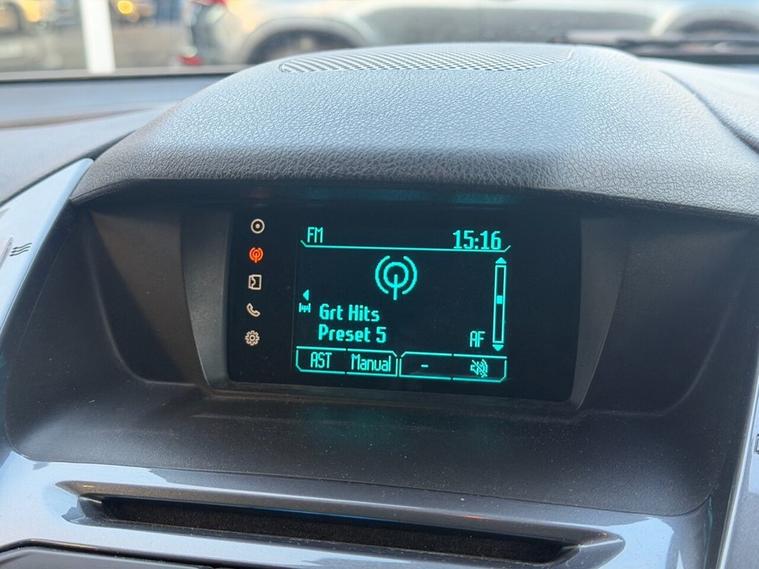 FM 15:16
Grt Hits
Preset 5 AF
AST Manual -